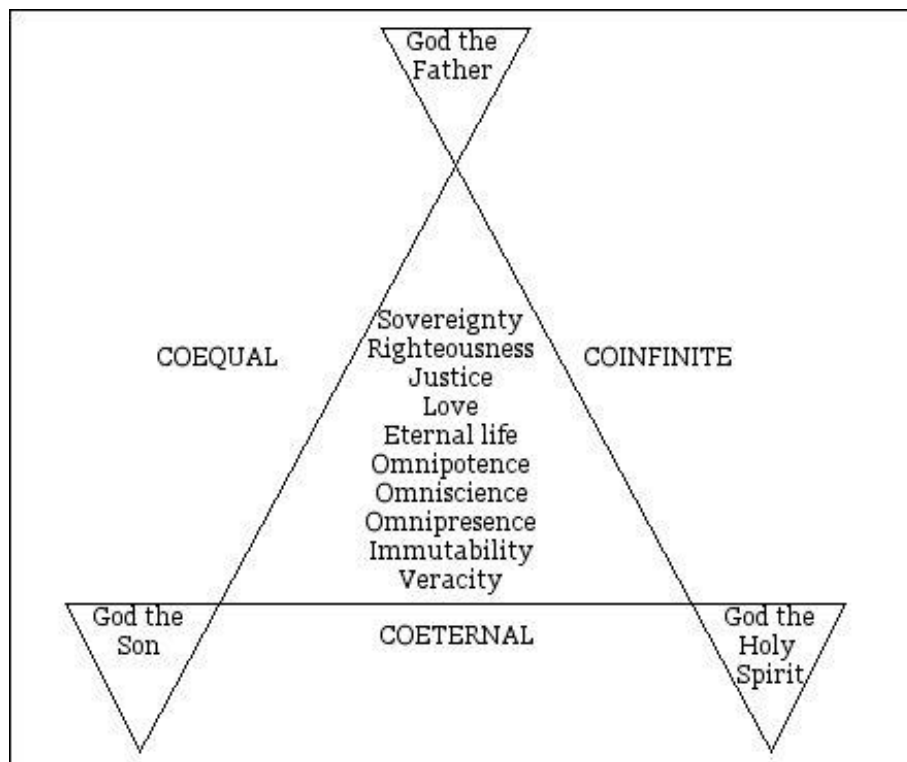 God the
Father
COEQUAL
COINFINITE
Sovereignty
Righteousness
Justice
Love
Eternal life
Omnipotence
Omniscience
Omnipresence
Immutability
Veracity
God the
Son
COETERNAL
God the
Holy
Spirit